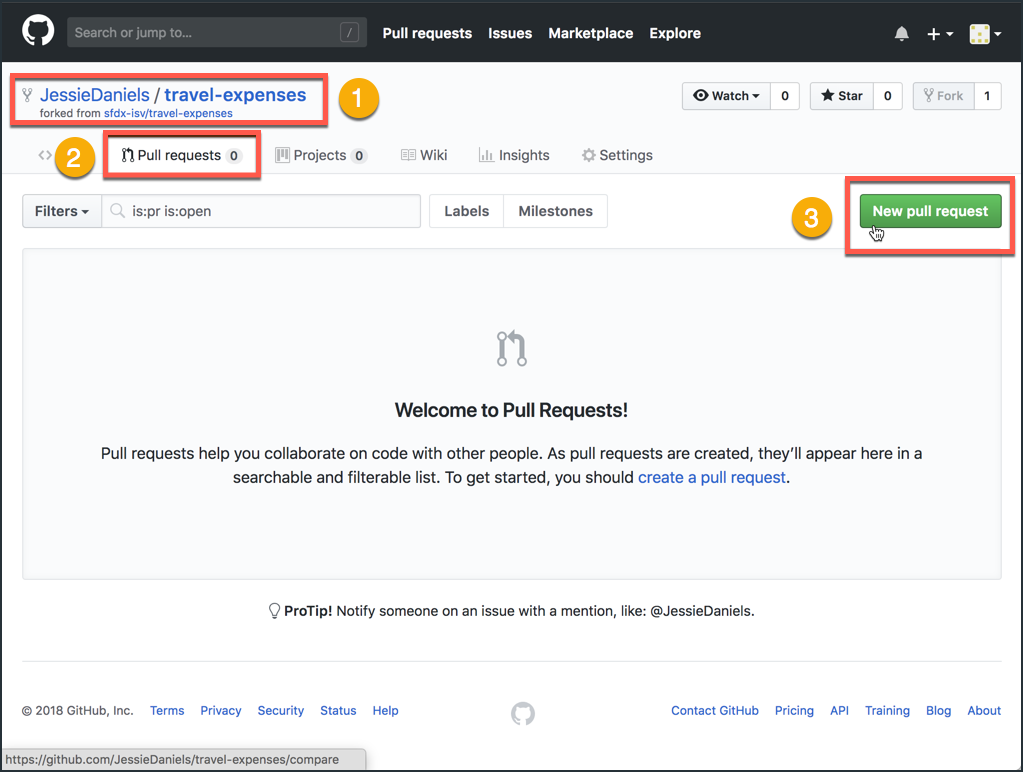 Search or jump to... / Pull requests Issues Marketplace Explore
JessieDaniels / travel-expenses 1 Watch 0 Star 0 Fork 1
forked from sfdx-isv/travel-expenses
<> 2 Pull requests 0 Projects 0 Wiki Insights Settings
Filters is:pr is:open Labels Milestones 3 New pull request
Welcome to Pull Requests!
Pull requests help you collaborate on code with other people. As pull requests are created, they’ll appear here in a
searchable and filterable list. To get started, you should create a pull request.
ProTip! Notify someone on an issue with a mention, like: @JessieDaniels.
© 2018 GitHub, Inc. Terms Privacy Security Status Help Contact GitHub Pricing API Training Blog About
https://github.com/JessieDaniels/travel-expenses/compare